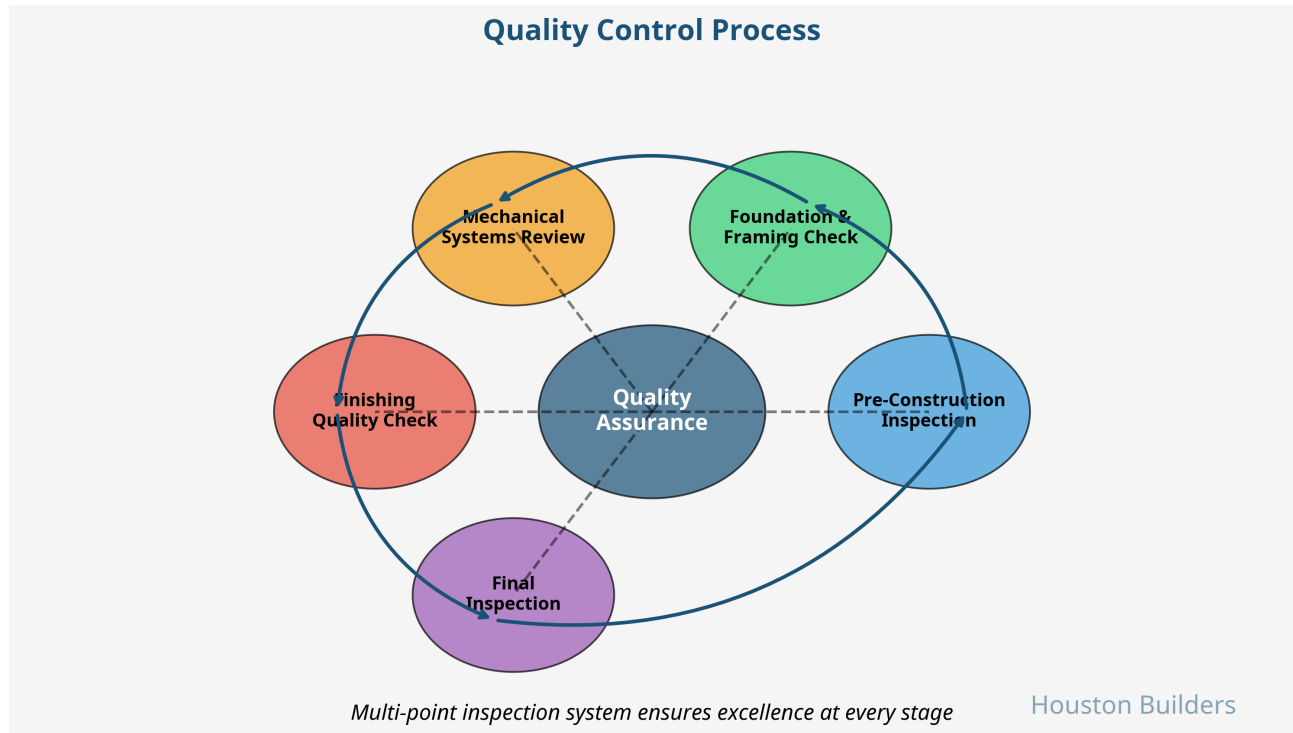 Quality Control Process
Mechanical
Systems Review
Foundation &
Framing Check
Finishing
Quality Check
Quality
Assurance
Pre-Construction
Inspection
Final
Inspection
Multi-point inspection system ensures excellence at every stage
Houston Builders